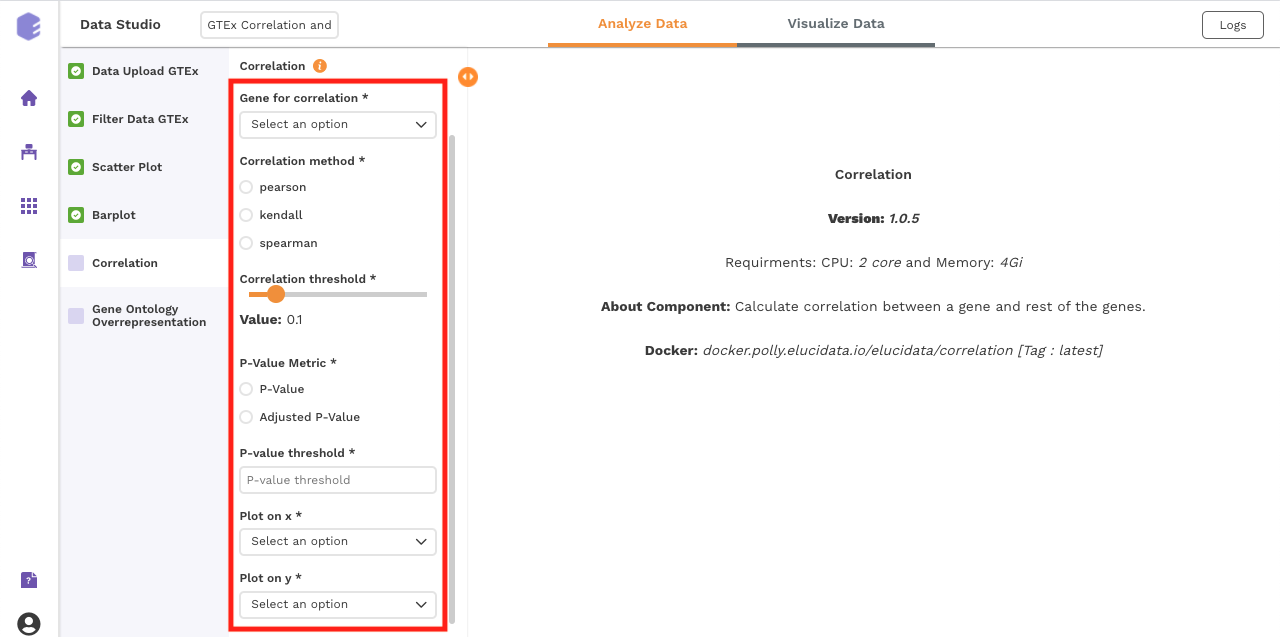 Data Studio
GTEx Correlation and
Analyze Data
Visualize Data
Logs
Data Upload GTEx
Filter Data GTEx
Scatter Plot
Barplot
Correlation
Gene Ontology
Overrepresentation
Correlation
i
Gene for correlation *
Select an option
Correlation method *
pearson
kendall
spearman
Correlation threshold *
Value: 0.1
P-Value Metric *
P-Value
Adjusted P-Value
P-value threshold *
P-value threshold
Plot on x *
Select an option
Plot on y *
Select an option
Correlation
Version: 1.0.5
Requirments: CPU: 2 core and Memory: 4Gi
About Component: Calculate correlation between a gene and rest of the genes.
Docker: docker.polly.elucidata.io/elucidata/correlation [Tag : latest]
?